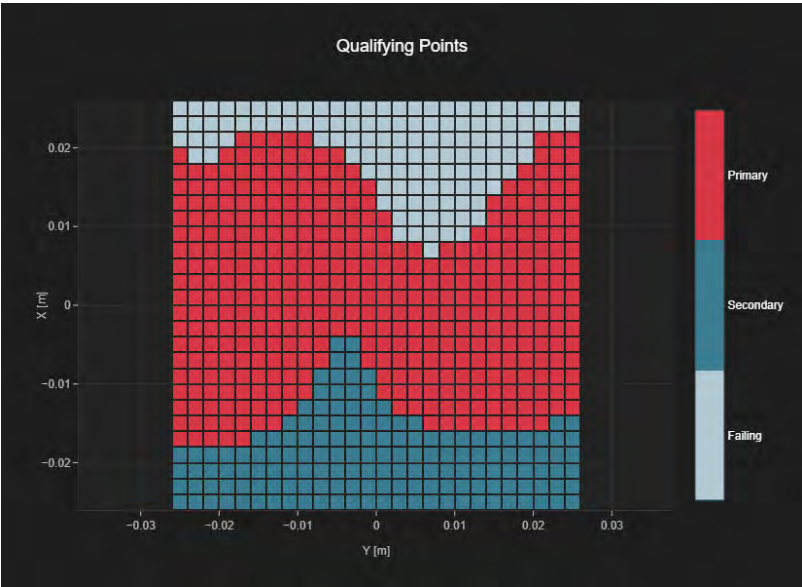 Qualifying Points
0.02
0.01
0
−0.01
−0.02
X [m]
−0.03
−0.02
−0.01
0
0.01
0.02
0.03
Y [m]
Primary
Secondary
Failing